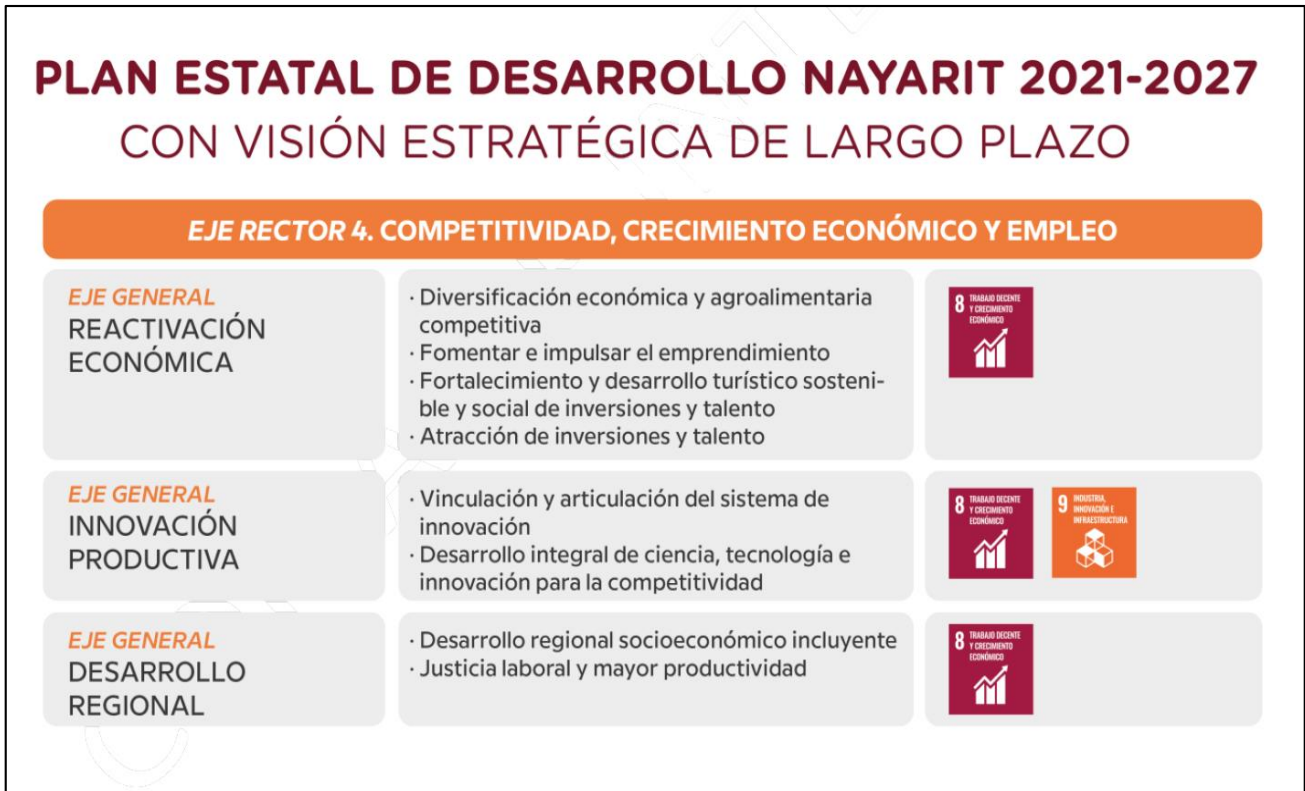 PLAN ESTATAL DE DESARROLLO NAYARIT 2021-2027
CON VISIÓN ESTRATÉGICA DE LARGO PLAZO
EJE RECTOR 4. COMPETITIVIDAD, CRECIMIENTO ECONÓMICO Y EMPLEO
EJE GENERAL
REACTIVACIÓN
ECONÓMICA
· Diversificación económica y agroalimentaria
competitiva
· Fomentar e impulsar el emprendimiento
· Fortalecimiento y desarrollo turístico sosteni-
ble y social de inversiones y talento
· Atracción de inversiones y talento
8 TRABAJO DECENTE
Y CRECIMIENTO
ECONÓMICO
EJE GENERAL
INNOVACIÓN
PRODUCTIVA
· Vinculación y articulación del sistema de
innovación
· Desarrollo integral de ciencia, tecnología e
innovación para la competitividad
8 TRABAJO DECENTE
Y CRECIMIENTO
ECONÓMICO
9 INDUSTRIA,
INNOVACIÓN E
INFRAESTRUCTURA
EJE GENERAL
DESARROLLO
REGIONAL
· Desarrollo regional socioeconómico incluyente
· Justicia laboral y mayor productividad
8 TRABAJO DECENTE
Y CRECIMIENTO
ECONÓMICO